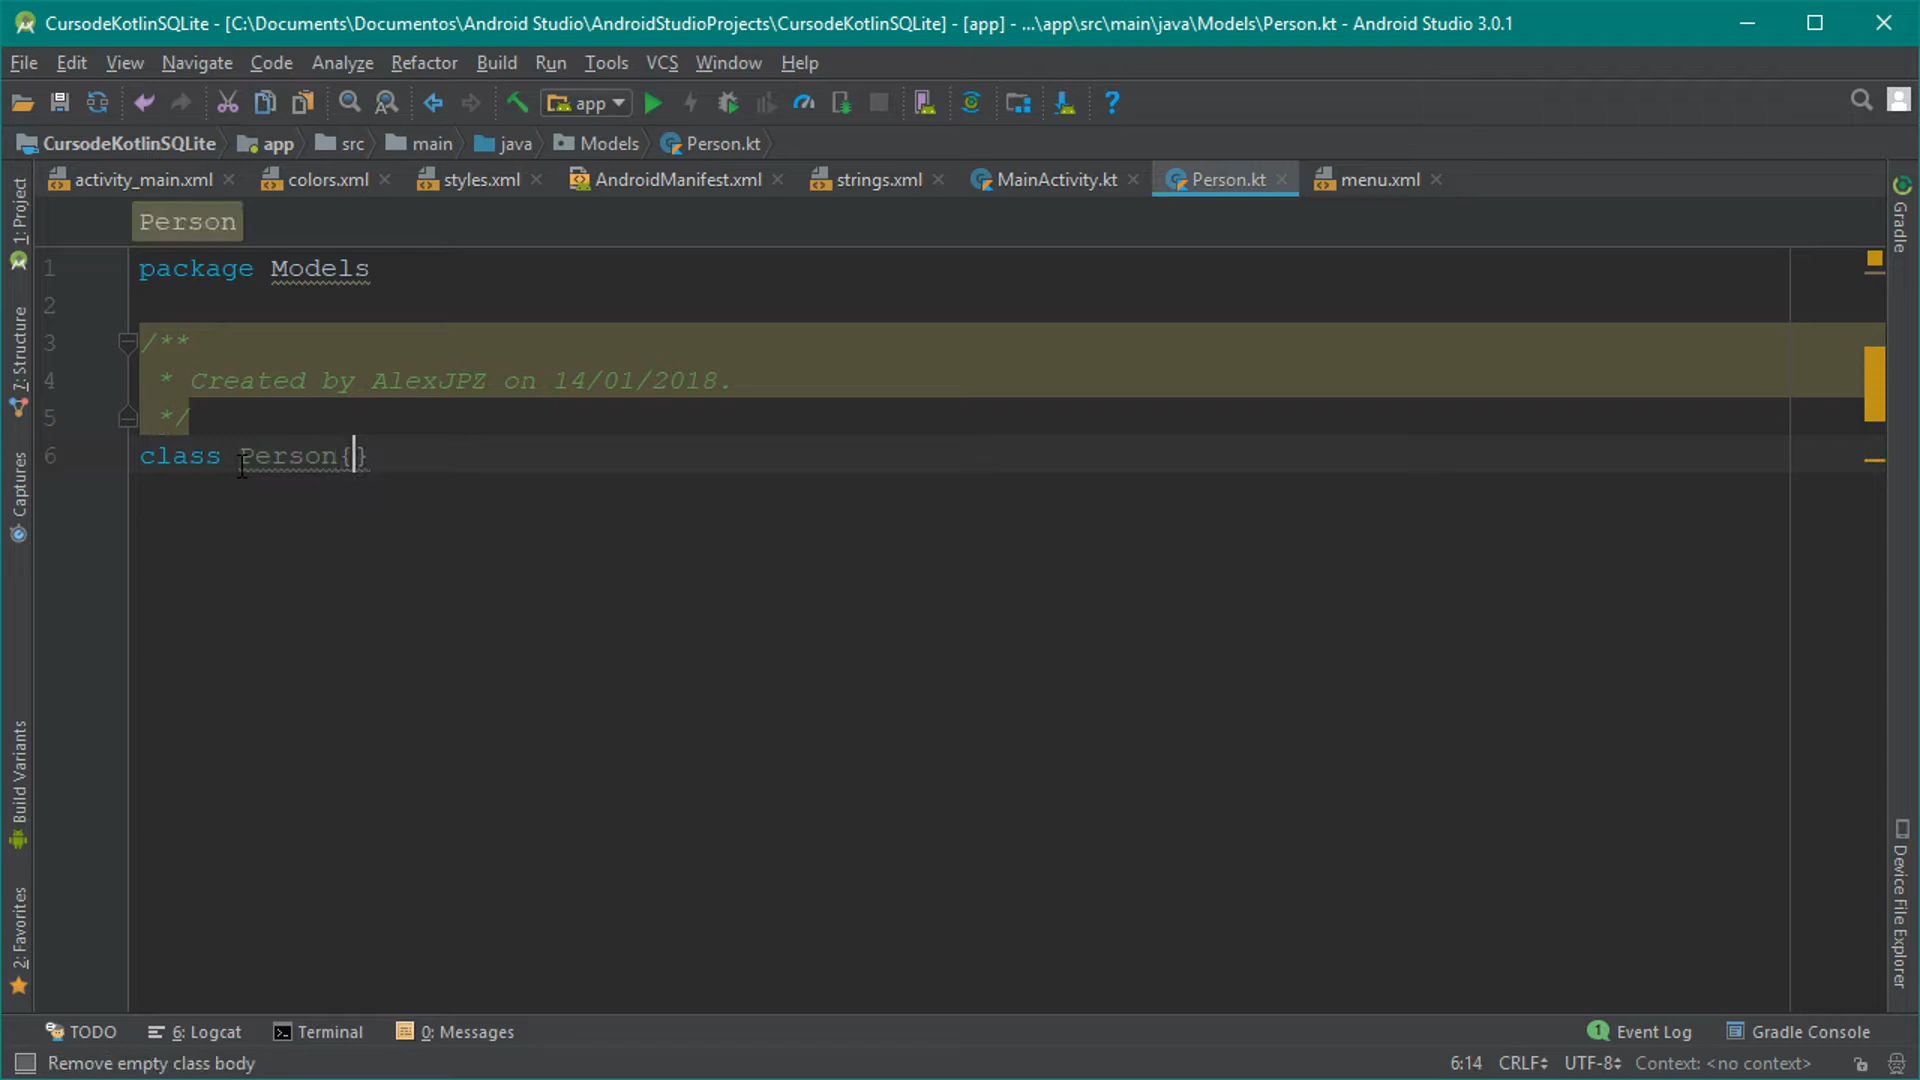 CursodeKotlinSQLite - [C:\Documents\Documentos\Android Studio\AndroidStudioProjects\CursodeKotlinSQLite] - [app] - ...\app\src\main\java\Models\Person.kt - Android Studio 3.0.1
File Edit View Navigate Code Analyze Refactor Build Run Tools VCS Window Help
app
CursodeKotlinSQLite app src main java Models Person.kt
activity_main.xml colors.xml styles.xml AndroidManifest.xml strings.xml MainActivity.kt Person.kt menu.xml
Person
1 package Models
2
3 /**
4 * Created by AlexJPZ on 14/01/2018.
5 */
6 class Person{}
1: Project
7: Structure
Captures
Build Variants
2: Favorites
Gradle
Device File Explorer
TODO 6: Logcat Terminal 0: Messages 1 Event Log Gradle Console
Remove empty class body 6:14 CRLF UTF-8 Context: <no context>